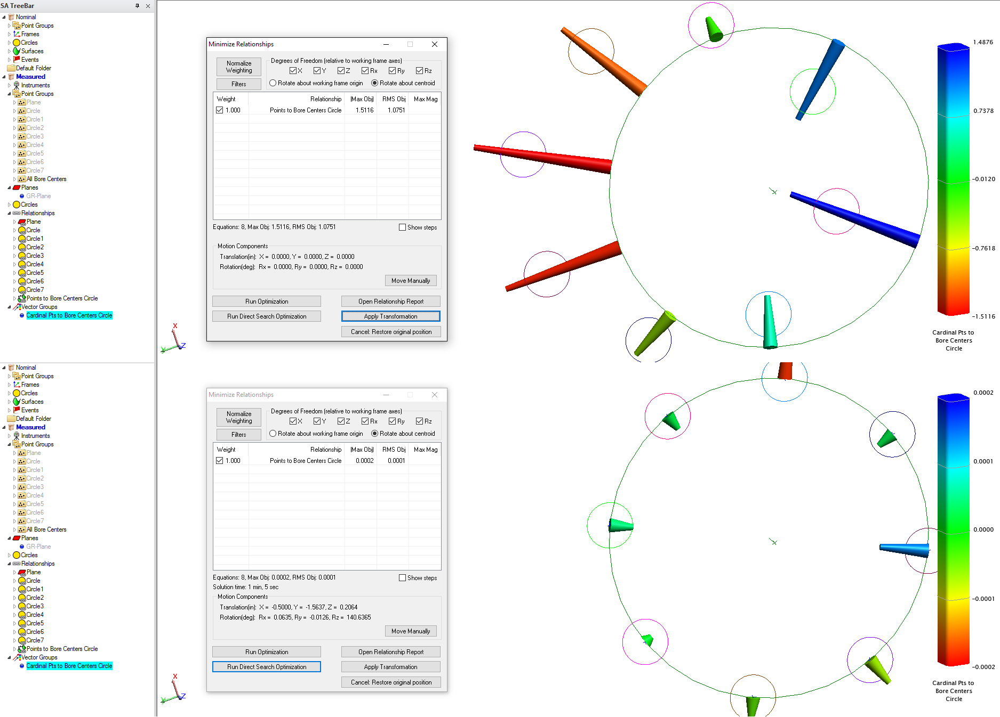 SA TreeBar
Nominal
Point Groups
Frames
Circles
Surfaces
Events
Default Folder
Measured
Instruments
Point Groups
Plane
Circle
Circle1
Circle2
Circle3
Circle4
Circle5
Circle6
Circle7
All Bore Centers
Planes
GR-Plane
Circles
Relationships
Plane
Circle
Circle1
Circle2
Circle3
Circle4
Circle5
Circle6
Circle7
Points to Bore Centers Circle
Vector Groups
Cardinal Pts to Bore Centers Circle
Minimize Relationships
Normalize Weighting
Filters
Degrees of Freedom (relative to working frame axes)
X Y Z Rx Ry Rz
Rotate about working frame origin Rotate about centroid
Weight Relationship |Max Obj| RMS Obj Max Mag
1.000 Points to Bore Centers Circle 1.5116 1.0751
Equations: 8, Max Obj: 1.5116, RMS Obj: 1.0751 Show steps
Motion Components
Translation(in): X = 0.0000, Y = 0.0000, Z = 0.0000
Rotation(deg): Rx = 0.0000, Ry = 0.0000, Rz = 0.0000
Move Manually
Run Optimization Open Relationship Report
Run Direct Search Optimization Apply Transformation
Cancel: Restore original position
X
Y
Z
1.4876
0.7378
-0.0120
-0.7618
-1.5116
Cardinal Pts to
Bore Centers
Circle
Nominal
Point Groups
Frames
Circles
Surfaces
Events
Default Folder
Measured
Instruments
Point Groups
Plane
Circle
Circle1
Circle2
Circle3
Circle4
Circle5
Circle6
Circle7
All Bore Centers
Planes
GR-Plane
Circles
Relationships
Plane
Circle
Circle1
Circle2
Circle3
Circle4
Circle5
Circle6
Circle7
Points to Bore Centers Circle
Vector Groups
Cardinal Pts to Bore Centers Circle
Minimize Relationships
Normalize Weighting
Filters
Degrees of Freedom (relative to working frame axes)
X Y Z Rx Ry Rz
Rotate about working frame origin Rotate about centroid
Weight Relationship |Max Obj| RMS Obj Max Mag
1.000 Points to Bore Centers Circle 0.0002 0.0001
Equations: 8, Max Obj: 0.0002, RMS Obj: 0.0001 Show steps
Solution time: 1 min, 5 sec
Motion Components
Translation(in): X = -0.5000, Y = -1.5637, Z = 0.2064
Rotation(deg): Rx = 0.0635, Ry = -0.0126, Rz = 140.6365
Move Manually
Run Optimization Open Relationship Report
Run Direct Search Optimization Apply Transformation
Cancel: Restore original position
X
Y
Z
0.0002
0.0001
0.0000
-0.0001
-0.0002
Cardinal Pts to
Bore Centers
Circle